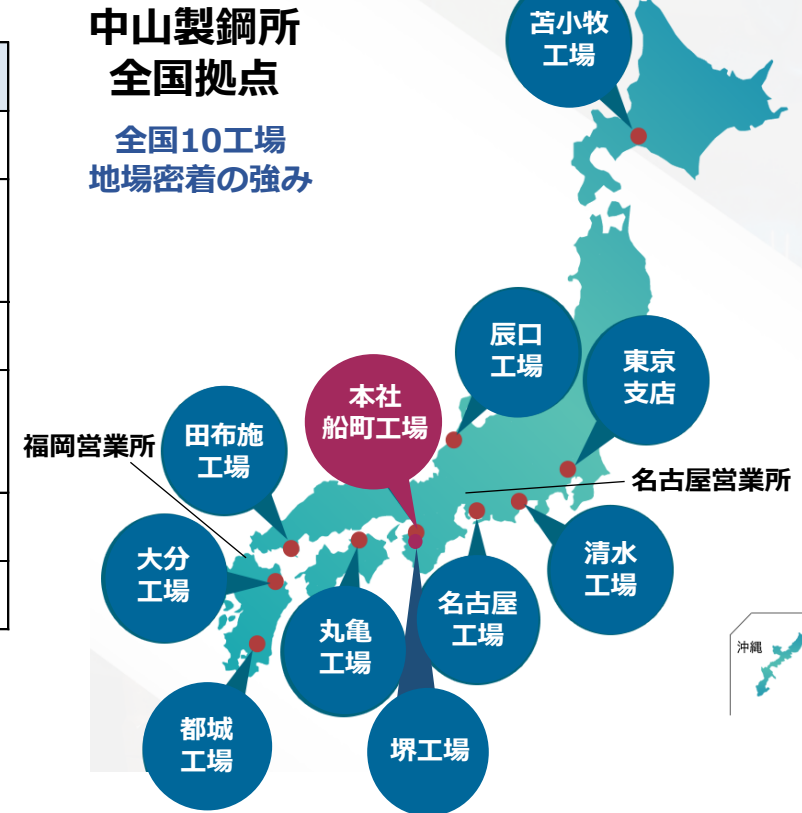 中山製鋼所
全国拠点
全国10工場
地場密着の強み
苫小牧
工場
辰口
工場
東京
支店
本社
船町工場
田布施
工場
福岡営業所
名古屋営業所
大分
工場
清水
工場
名古屋
工場
丸亀
工場
沖縄
都城
工場
堺工場